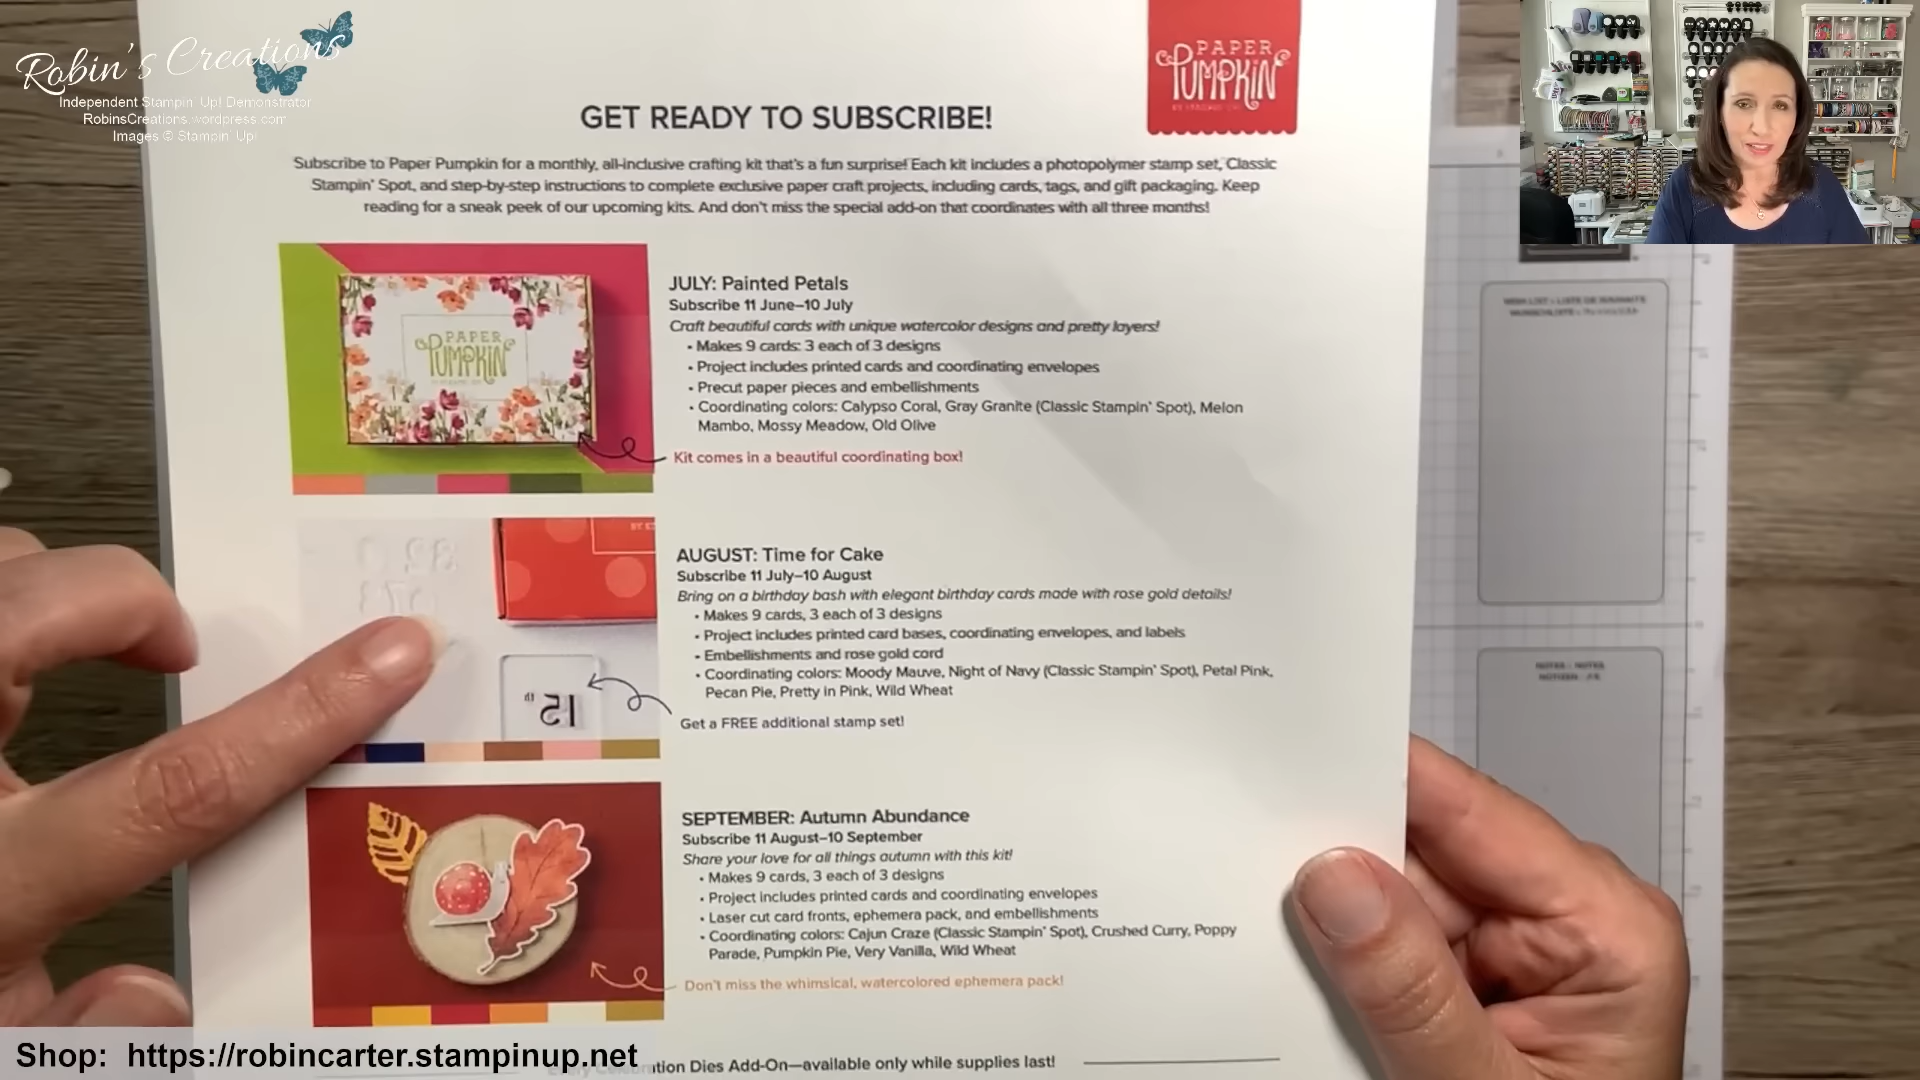 Robin's Creations
Independent Stampin' Up! Demonstrator
RobinsCreations.wordpress.com
Images © Stampin' Up!
PAPER
PUMPKIN
GET READY TO SUBSCRIBE!
Subscribe to Paper Pumpkin for a monthly, all-inclusive crafting kit that's a fun surprise! Each kit includes a photopolymer stamp set, Classic
Stampin' Spot, and step-by-step instructions to complete exclusive paper craft projects, including cards, tags, and gift packaging. Keep
reading for a sneak peek of our upcoming kits. And don't miss the special add-on that coordinates with all three months!
PAPER
PUMPKIN
JULY: Painted Petals
Subscribe 11 June–10 July
Craft beautiful cards with unique watercolor designs and pretty layers!
• Makes 9 cards: 3 each of 3 designs
• Project includes printed cards and coordinating envelopes
• Precut paper pieces and embellishments
• Coordinating colors: Calypso Coral, Gray Granite (Classic Stampin' Spot), Melon
Mambo, Mossy Meadow, Old Olive
Kit comes in a beautiful coordinating box!
AUGUST: Time for Cake
Subscribe 11 July–10 August
Bring on a birthday bash with elegant birthday cards made with rose gold details!
• Makes 9 cards, 3 each of 3 designs
• Project includes printed card bases, coordinating envelopes, and labels
• Embellishments and rose gold card
• Coordinating colors: Moody Mauve, Night of Navy (Classic Stampin' Spot), Petal Pink,
Pecan Pie, Pretty in Pink, Wild Wheat
Get a FREE additional stamp set!
15th
SEPTEMBER: Autumn Abundance
Subscribe 11 August–10 September
Share your love for all things autumn with this kit!
• Makes 9 cards, 3 each of 3 designs
• Project includes printed cards and coordinating envelopes
• Laser cut card fronts, ephemera pack, and embellishments
• Coordinating colors: Cajun Craze (Classic Stampin' Spot), Crushed Curry, Poppy
Parade, Pumpkin Pie, Very Vanilla, Wild Wheat
Don't miss the whimsical, watercolored ephemera pack!
Dies Add-On—available only while supplies last!
Shop: https://robincarter.stampinup.net